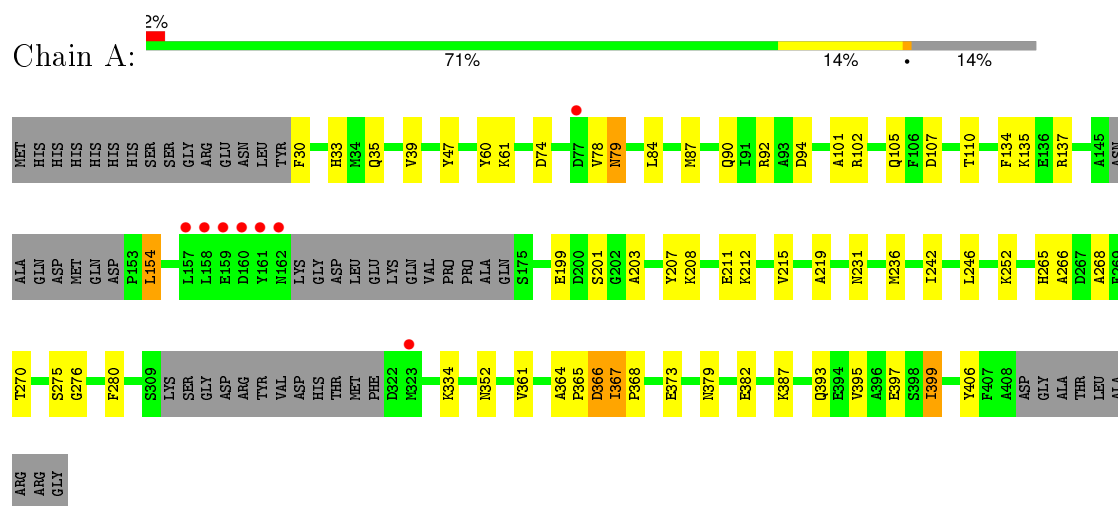 2%
Chain A:
71% 14% • 14%
MET HIS HIS HIS HIS HIS HIS SER SER GLY ARG GLU ASN LEU TYR F30 H33 M34 Q35 V39 Y47 Y60 K61 D74 D77 V78 N79 L84 M87 Q90 I91 R92 A93 D94 A101 R102 Q105 F106 D107 T110 F134 K135 E136 R137 A145 ASN
ALA GLN ASP MET GLN ASP P153 L154 L157 L158 E159 D160 Y161 N162 LYS GLY ASP LEU GLU LYS GLN VAL PRO PRO ALA GLN S175 E199 D200 S201 G202 A203 Y207 K208 E211 K212 V215 A219 N231 M236 I242 L246 K252 H265 A266 D267 A268 E269
T270 S275 G276 F280 S309 LYS SER GLY ASP ARG TYR VAL ASP HIS THR MET PHE D322 M323 K334 N352 V361 A364 P365 D366 I367 P368 E373 N379 E382 K387 Q393 E394 V395 A396 E397 S398 I399 Y406 F407 A408 ASP GLY ALA THR LEU ALA
ARG ARG GLY